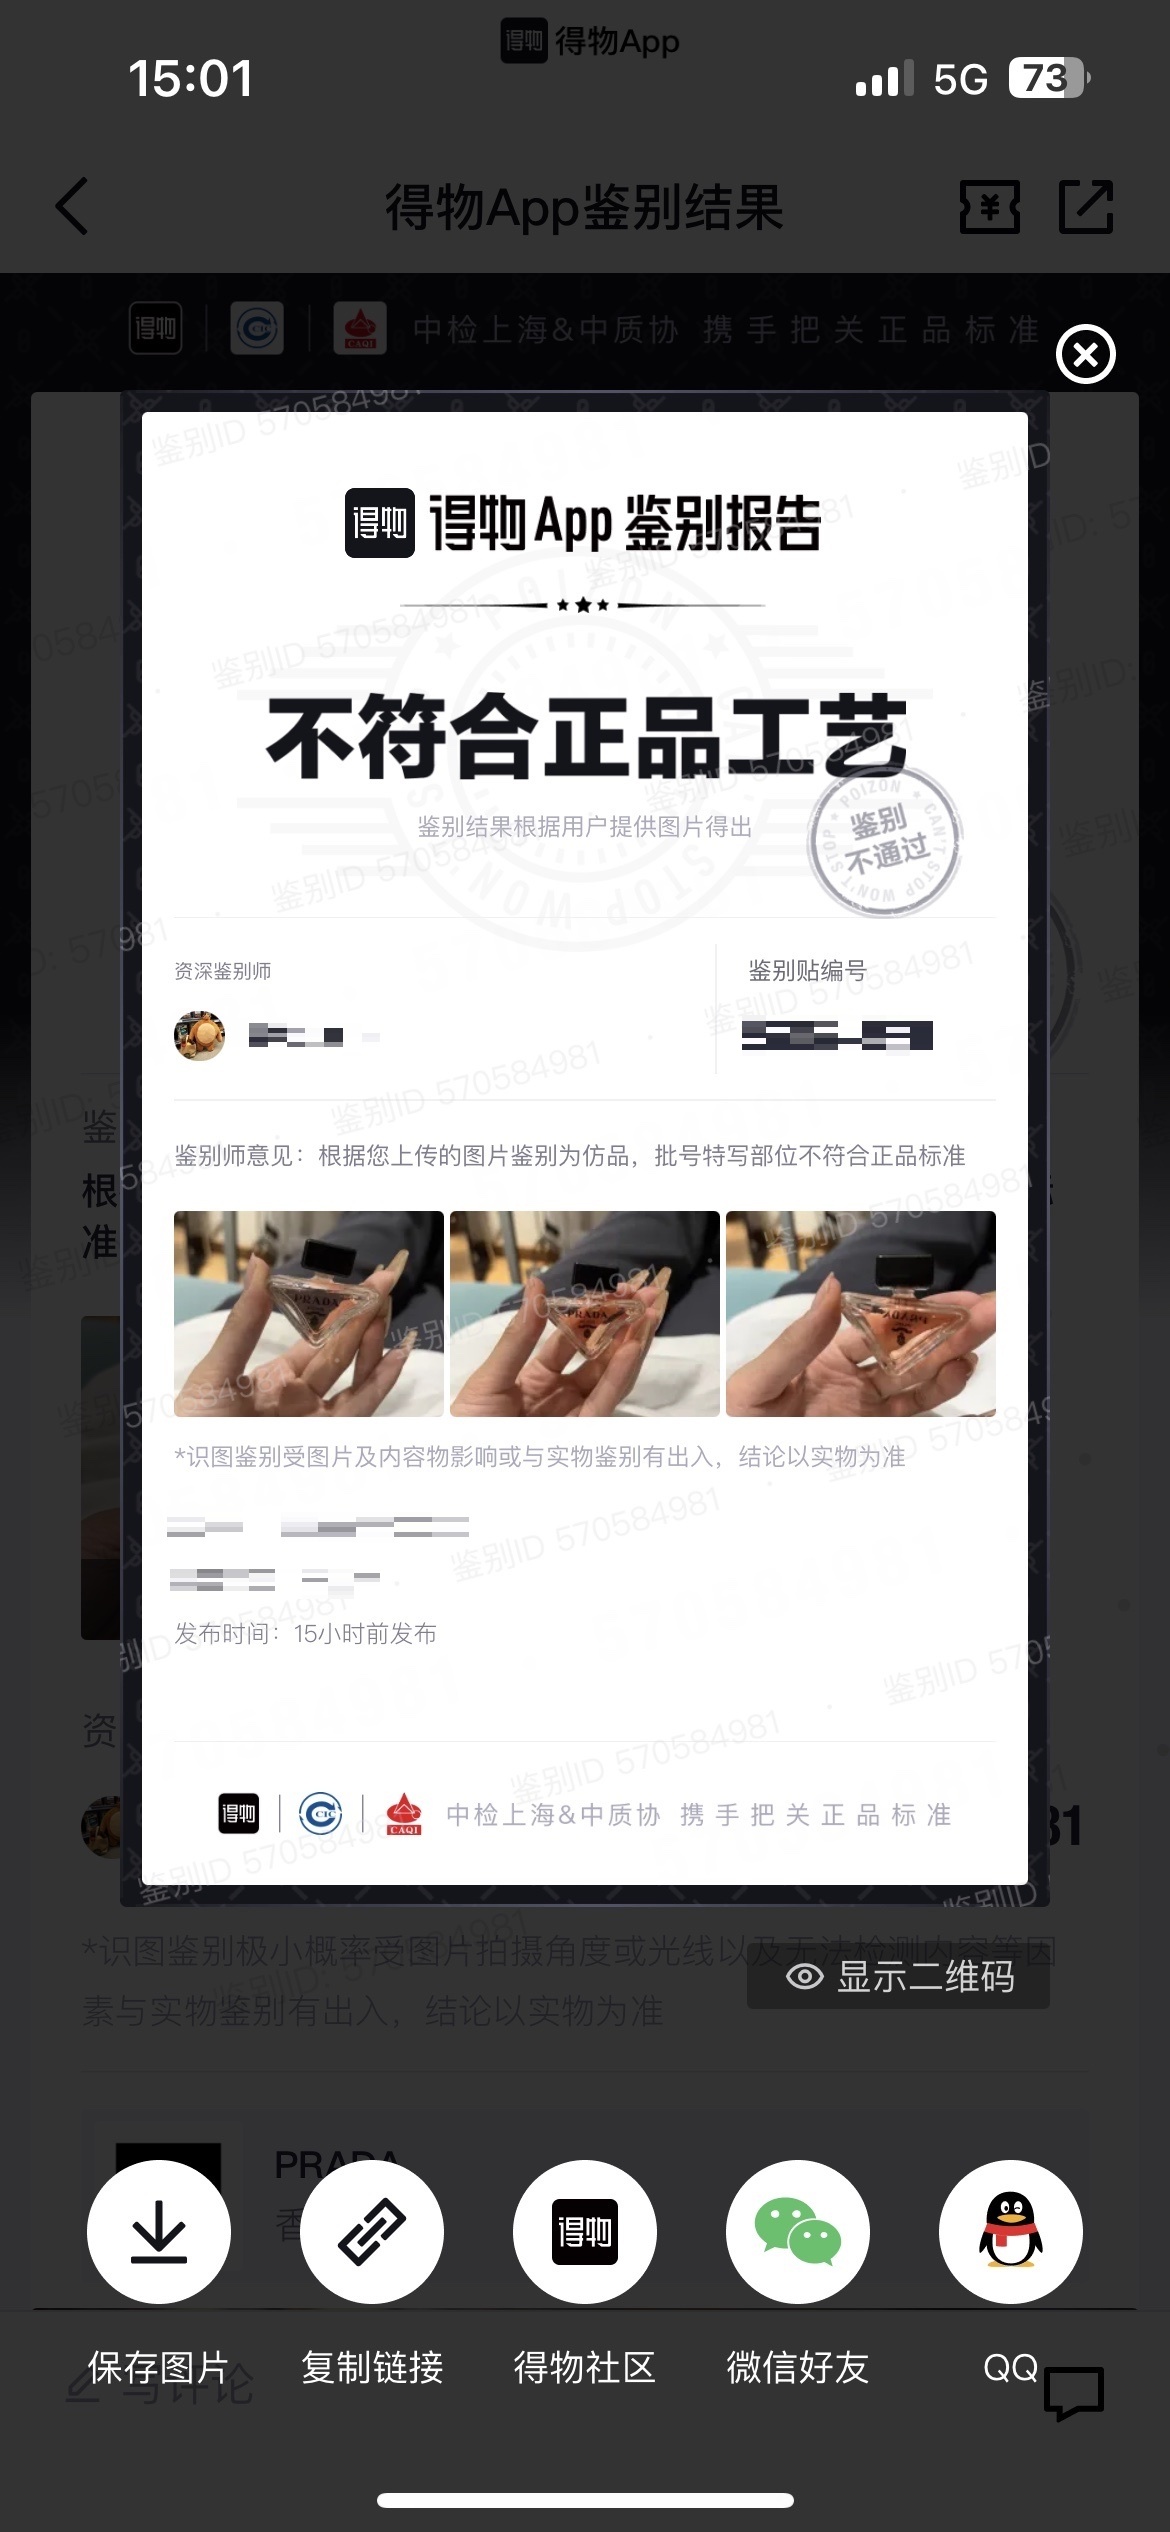 得物 得物App
15:01
5G 73
得物App鉴别结果
得物 中检上海&中质协 携手把关正品标准
得物 得物App 鉴别报告
不符合正品工艺
鉴别结果根据用户提供图片得出
POIZON CAN'T STOP WON'T STOP
鉴别
不通过
资深鉴别师
鉴别贴编号
鉴别师意见：根据您上传的图片鉴别为仿品，批号特写部位不符合正品标准
PRADA
PRADA
PRADA
*识图鉴别受图片及内容物影响或与实物鉴别有出入，结论以实物为准
发布时间：15小时前发布
得物 CIC CAQI 中检上海&中质协 携手把关正品标准
鉴别ID 570584981
*识图鉴别极小概率受图片拍摄角度或光线以及无法检测内容等因
素与实物鉴别有出入，结论以实物为准
显示二维码
PRADA
香
得物
保存图片
复制链接
得物社区
微信好友
QQ
写评论